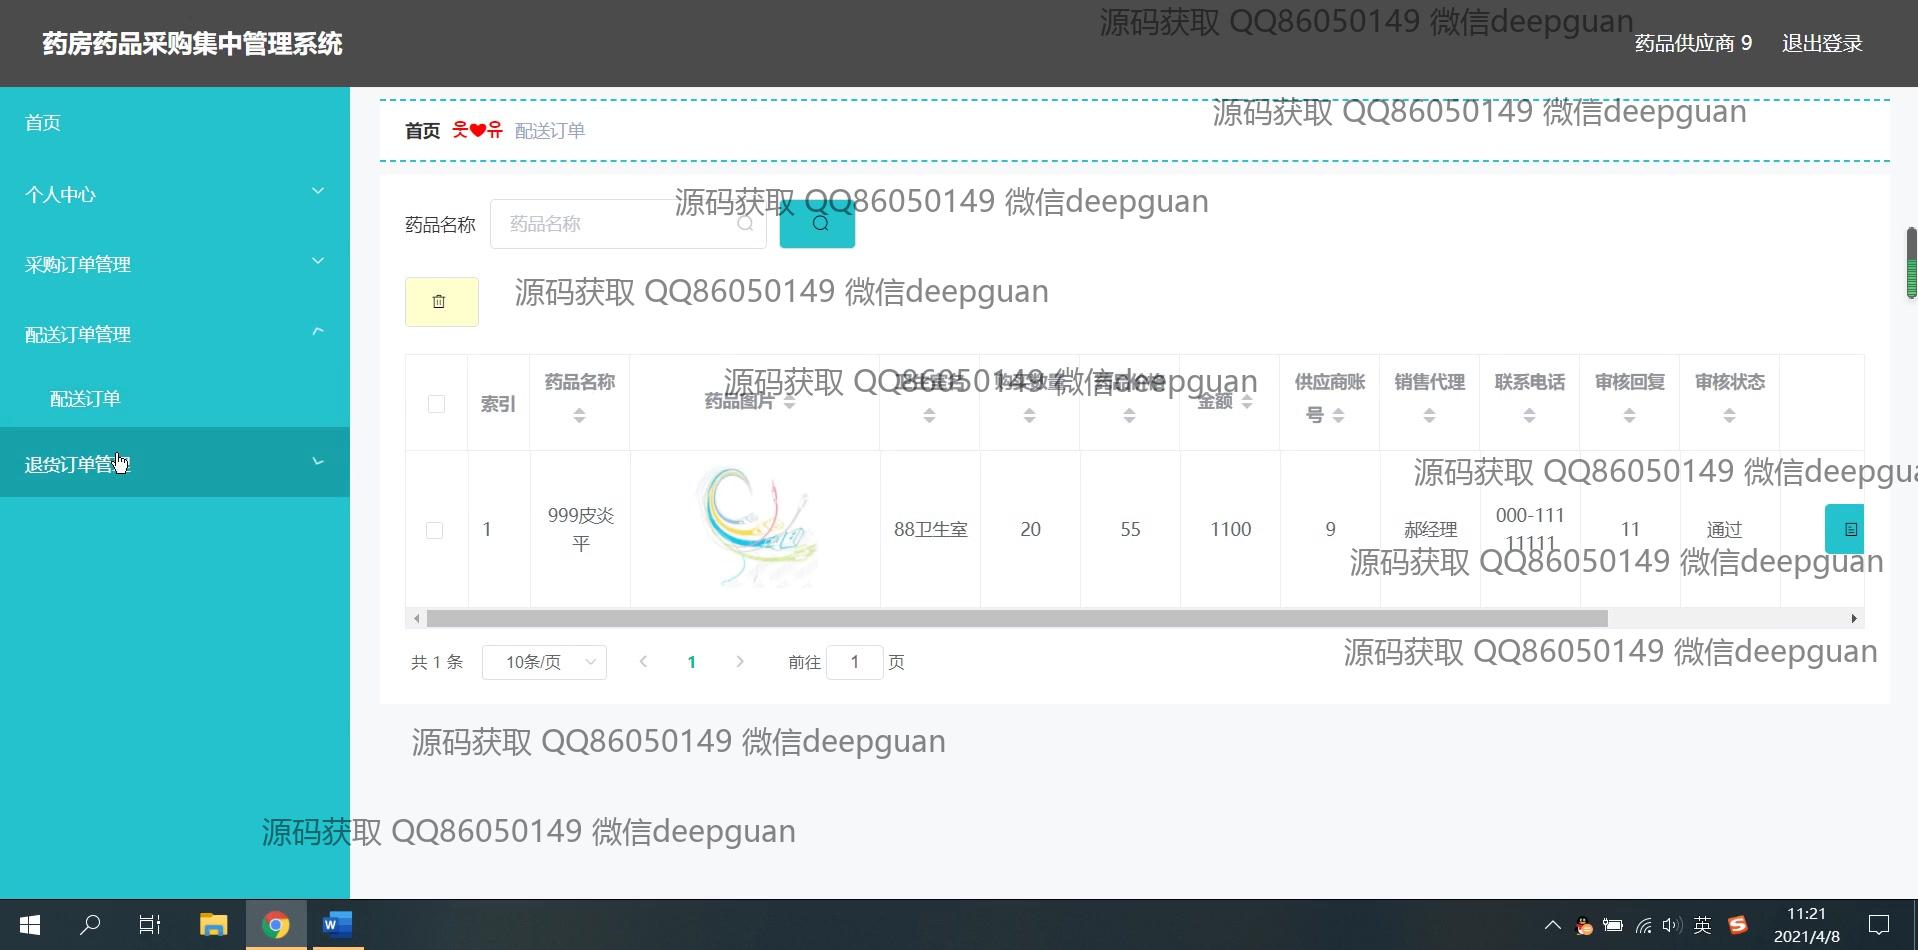 源码获取 QQ86050149 微信deepguan
药房药品采购集中管理系统
药品供应商 9 退出登录
首页
源码获取 QQ86050149 微信deepguan
首页 웃❤유 配送订单
个人中心
源码获取 QQ86050149 微信deepguan
药品名称 药品名称
采购订单管理
源码获取 QQ86050149 微信deepguan
配送订单管理
配送订单
源码获取 QQ86050149 微信deepguan
索引 药品名称 药品图片 金额 供应商账号 销售代理 联系电话 审核回复 审核状态
退货订单管理
源码获取 QQ86050149 微信deepgua
1 999皮炎平 88卫生室 20 55 1100 9 郝经理 000-11111111 11 通过
源码获取 QQ86050149 微信deepguan
源码获取 QQ86050149 微信deepguan
共 1 条 10条/页 1 前往 1 页
源码获取 QQ86050149 微信deepguan
源码获取 QQ86050149 微信deepguan
英 11:21
2021/4/8